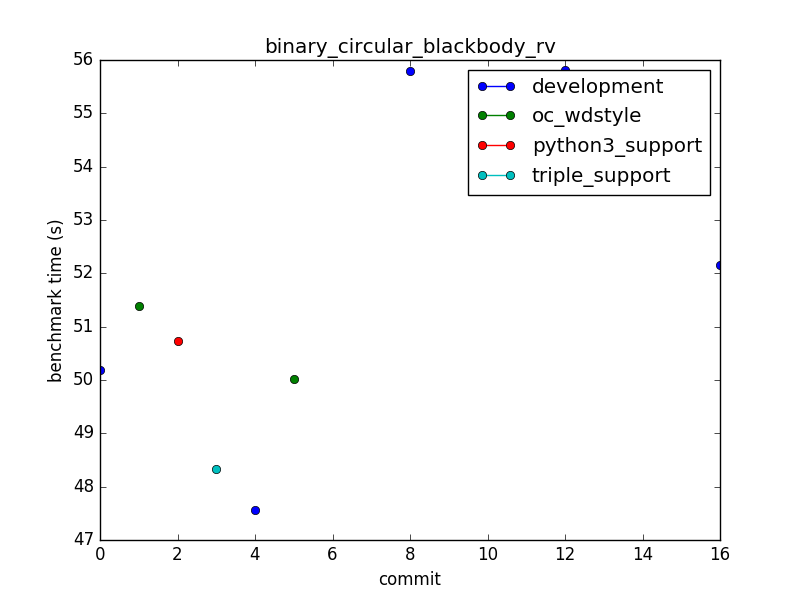 binary_circular_blackbody_rv
development
oc_wdstyle
python3_support
triple_support
benchmark time (s)
56
55
54
53
52
51
50
49
48
47
0 2 4 6 8 10 12 14 16
commit